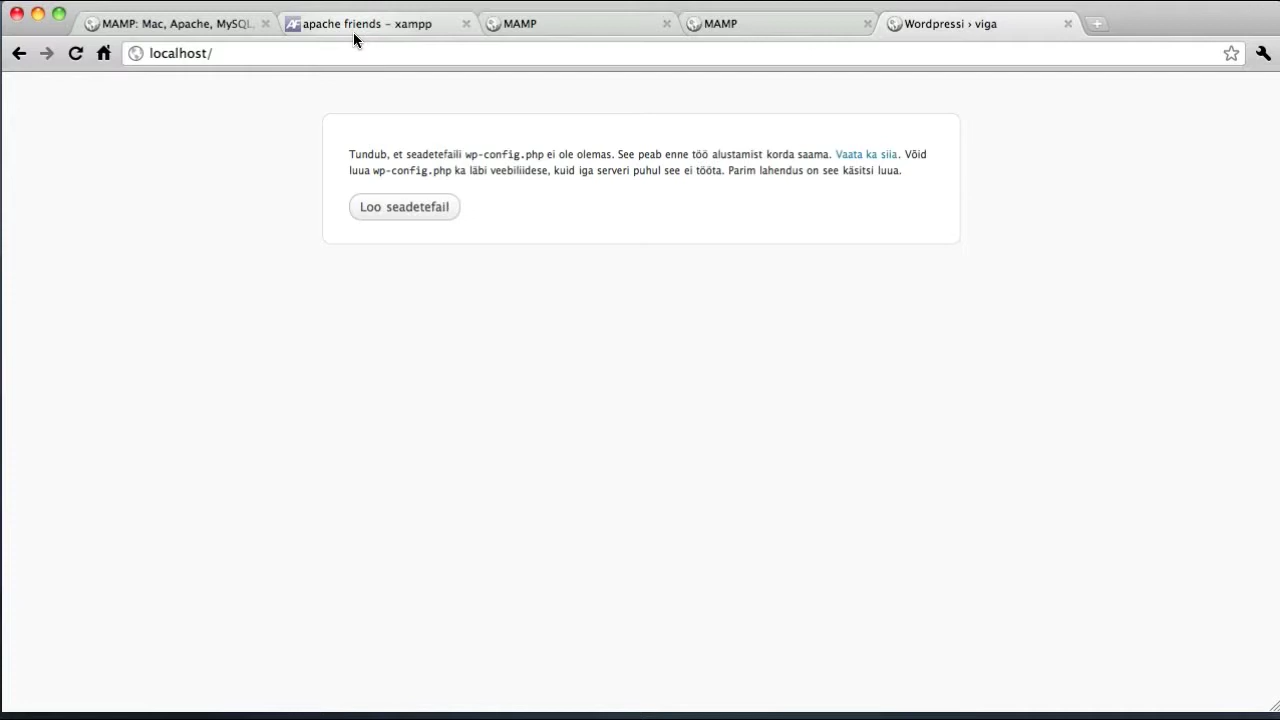 MAMP: Mac, Apache, MySQL,
apache friends - xampp
MAMP
MAMP
Wordpressi › viga
localhost/
Tundub, et seadetefaili wp-config.php ei ole olemas. See peab enne töö alustamist korda saama. Vaata ka siia. Võid
luua wp-config.php ka läbi veebiliidese, kuid iga serveri puhul see ei tööta. Parim lahendus on see käsitsi luua.
Loo seadetefail